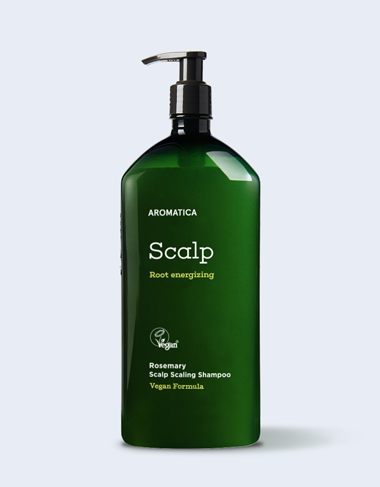 AROMATICA
Scalp
Root energizing
Vegan
Rosemary
Scalp Scaling Shampoo
Vegan Formula